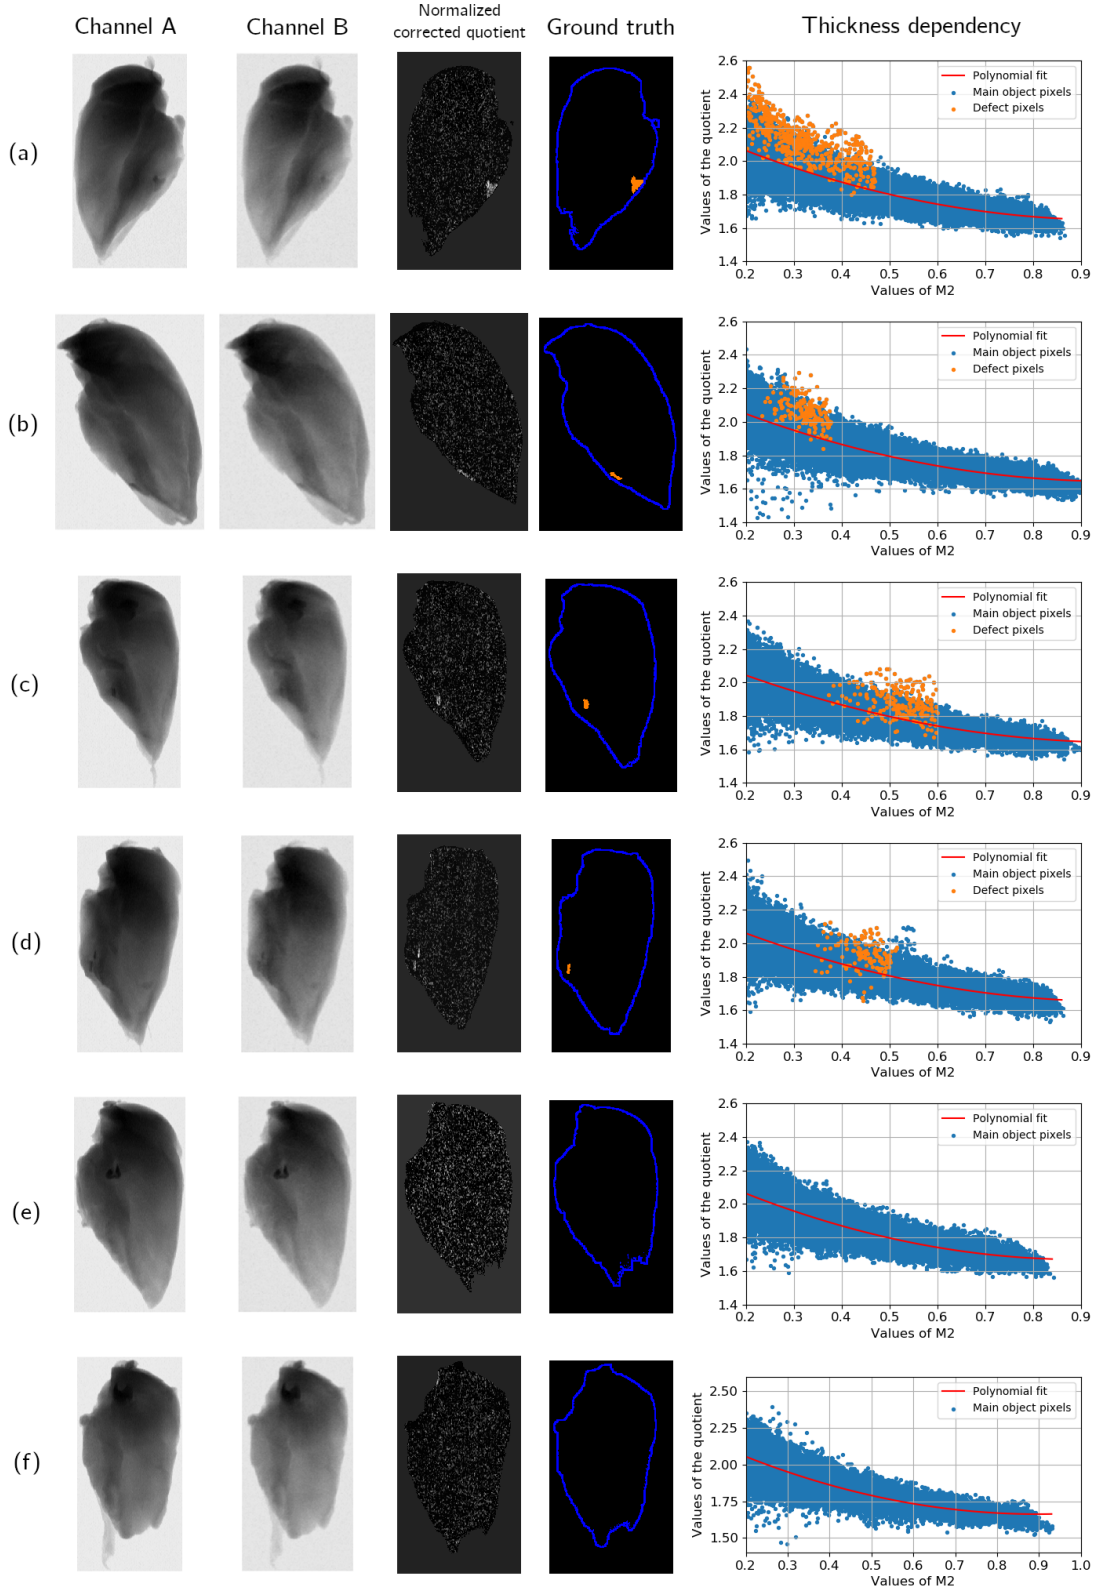 Channel A
Channel B
Normalized
corrected quotient
Ground truth
Thickness dependency
(a)
Values of the quotient
2.6
2.4
2.2
2.0
1.8
1.6
1.4
Polynomial fit
Main object pixels
Defect pixels
0.2 0.3 0.4 0.5 0.6 0.7 0.8 0.9
Values of M2
(b)
Values of the quotient
2.6
2.4
2.2
2.0
1.8
1.6
1.4
Polynomial fit
Main object pixels
Defect pixels
0.2 0.3 0.4 0.5 0.6 0.7 0.8 0.9
Values of M2
(c)
Values of the quotient
2.6
2.4
2.2
2.0
1.8
1.6
1.4
Polynomial fit
Main object pixels
Defect pixels
0.2 0.3 0.4 0.5 0.6 0.7 0.8 0.9
Values of M2
(d)
Values of the quotient
2.6
2.4
2.2
2.0
1.8
1.6
1.4
Polynomial fit
Main object pixels
Defect pixels
0.2 0.3 0.4 0.5 0.6 0.7 0.8 0.9
Values of M2
(e)
Values of the quotient
2.6
2.4
2.2
2.0
1.8
1.6
1.4
Polynomial fit
Main object pixels
0.2 0.3 0.4 0.5 0.6 0.7 0.8 0.9
Values of M2
(f)
Values of the quotient
2.50
2.25
2.00
1.75
1.50
Polynomial fit
Main object pixels
0.2 0.3 0.4 0.5 0.6 0.7 0.8 0.9 1.0
Values of M2